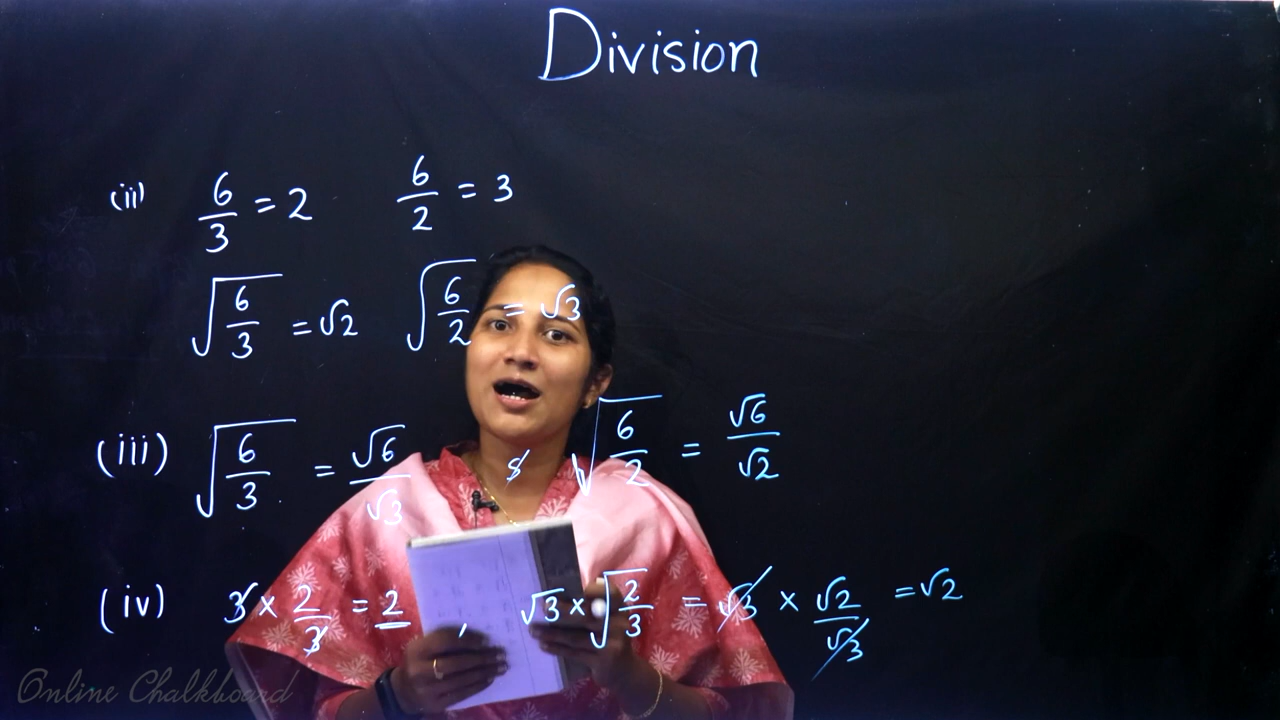 Division
(ii) 6/3 = 2    6/2 = 3
√(6/3) = √2    √(6/2) = √3
(iii) √(6/3) = √6/√3    √(6/2) = √6/√2
(iv) 3 × 2/3 = 2 , √3 × √(2/3) = √3 × √2/√3 = √2
Online Chalkboard